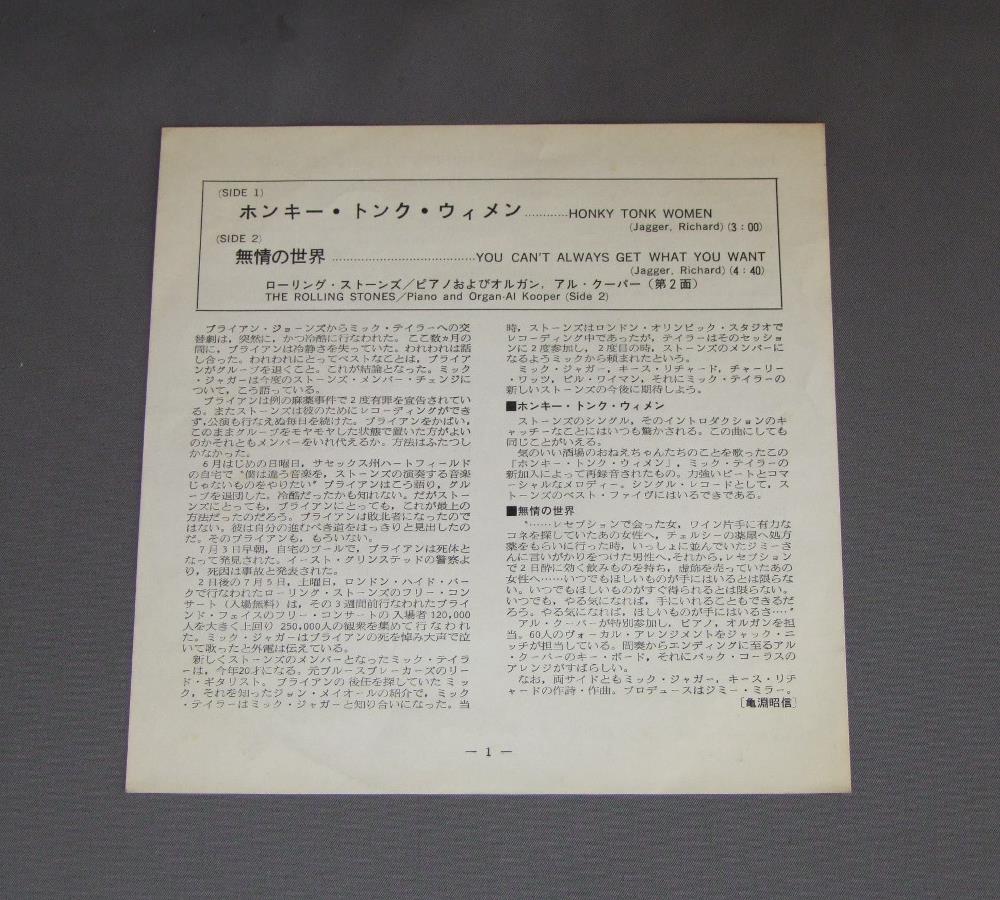 (SIDE 1)
ホンキー・トンク・ウィメン…………HONKY TONK WOMEN
(Jagger, Richard) (3:00)
(SIDE 2)
無情の世界……………………………………YOU CAN'T ALWAYS GET WHAT YOU WANT
(Jagger, Richard) (4:40)
ローリング・ストーンズ／ピアノおよびオルガン，アル・クーパー（第2面）
THE ROLLING STONES／Piano and Organ-Al Kooper (Side 2)
ブライアン・ジョーンズからミック・テイラーへの交
替劇は，突然に，かつ冷酷に行なわれた。ここ数ヵ月の
間に，ブライアンは冷静さを失っていた。われわれは話
し合った。われわれにとってベストなことは，ブライア
ンがグループを退くこと。これが結論となった。ミック
・ジャガーは今度のストーンズ・メンバー・チェンジに
ついて，こう語っている。
ブライアンは例の麻薬事件で2度有罪を宣告されてい
る。またストーンズは彼のためにレコーディングができ
ず，公演も行なえぬ毎日を続けた。ブライアンをかばい，
このままグループをモヤモヤした状態で置いた方がよい
のかそれともメンバーをいれ代えるか。方法はふたつし
かなかった。
6月はじめの日曜日，サセックス州ハートフィールド
の自宅で〝僕は違う音楽を，ストーンズの演奏する音楽
じゃないものをやりたい〟ブライアンはこう語り，グル
ープを退団した。冷酷だったかも知れない。だがストー
ンズにとっても，ブライアンにとっても，これが最上の
方法だったのだろう。ブライアンは敗北者になったので
はない。彼は自分の進むべき道をはっきりと見出したの
だ。そのブライアンも，もういない。
7月3日早朝，自宅のプールで，ブライアンは死体と
なって発見された。イースト・グリンステッドの警察よ
り，死因は事故と発表された。
2日後の7月5日，土曜日，ロンドン・ハイド・パー
クで行なわれたローリング・ストーンズのフリー・コン
サート（入場無料）は，その3週間前行なわれたブライ
ンド・フェイスのフリー・コンサートの入場者120,000
人を大きく上回り 250,000人の観衆を集めて行なわれ
た。ミック・ジャガーはブライアンの死を悼み大声で泣
いて歌ったと外電は伝えている。
新しくストーンズのメンバーとなったミック・テイラ
ーは，今年20才になる。元ブルースブレーカーズのリー
ド・ギタリスト。ブライアンの後任を探していたミッ
ク，それを知ったジョン・メイオールの紹介で，ミック
・テイラーはミック・ジャガーと知り合いになった。当
時，ストーンズはロンドン・オリンピック・スタジオで
レコーディング中であったが，テイラーはそのセッショ
ンに2度参加し，2度目の時，ストーンズのメンバーに
なるようミックから頼まれたという。
ミック・ジャガー，キース・リチャード，チャーリー
・ワッツ，ビル・ワイマン，それにミック・テイラーの
新しいストーンズの今後に期待しよう。
■ホンキー・トンク・ウィメン
ストーンズのシングル，そのイントロダクションのキ
ャッチーなことにはいつも驚かされる。この曲にしても
同じことがいえる。
気のいい酒場のおねえちゃんたちのことを歌ったこの
「ホンキー・トンク・ウィメン」，ミック・テイラーの
新加入によって再録音されたもの。力強いビートとコマ
ーシャルなメロディー。シングル・レコードとして，ス
トーンズのベスト・ファイヴにはいるできである。
■無情の世界
〝……レセプションで会った女，ワイン片手に有力な
コネを探していたあの女性へ，チェルシーの薬屋へ処方
薬をもらいに行った時，いっしょに並んでいたジミーさ
んに言いがかりをつけた男性へ，それから，レセプション
で2日酔に効く飲みものを持ち，虚飾を売っていたあの
女性へ……いつでもほしいものが手にはいるとは限らな
い。いつでもほしいものがすぐ得られるとは限らない。
いつでも，やる気になれば，手にいれることもできるだ
ろう。やる気になれば，ほしいものが手にはいるさ……〟
アル・クーパーが特別参加し，ピアノ，オルガンを担
当。60人のヴォーカル・アレンジメントをジャック・ニ
ッチが担当している。間奏からエンディングに至るアル
・クーパーのキー・ボード，それにバック・コーラスの
アレンジがすばらしい。
なお，両サイドともミック・ジャガー，キース・リチ
ャードの作詩・作曲。プロデュースはジミー・ミラー。
〔亀渕昭信〕
— 1 —